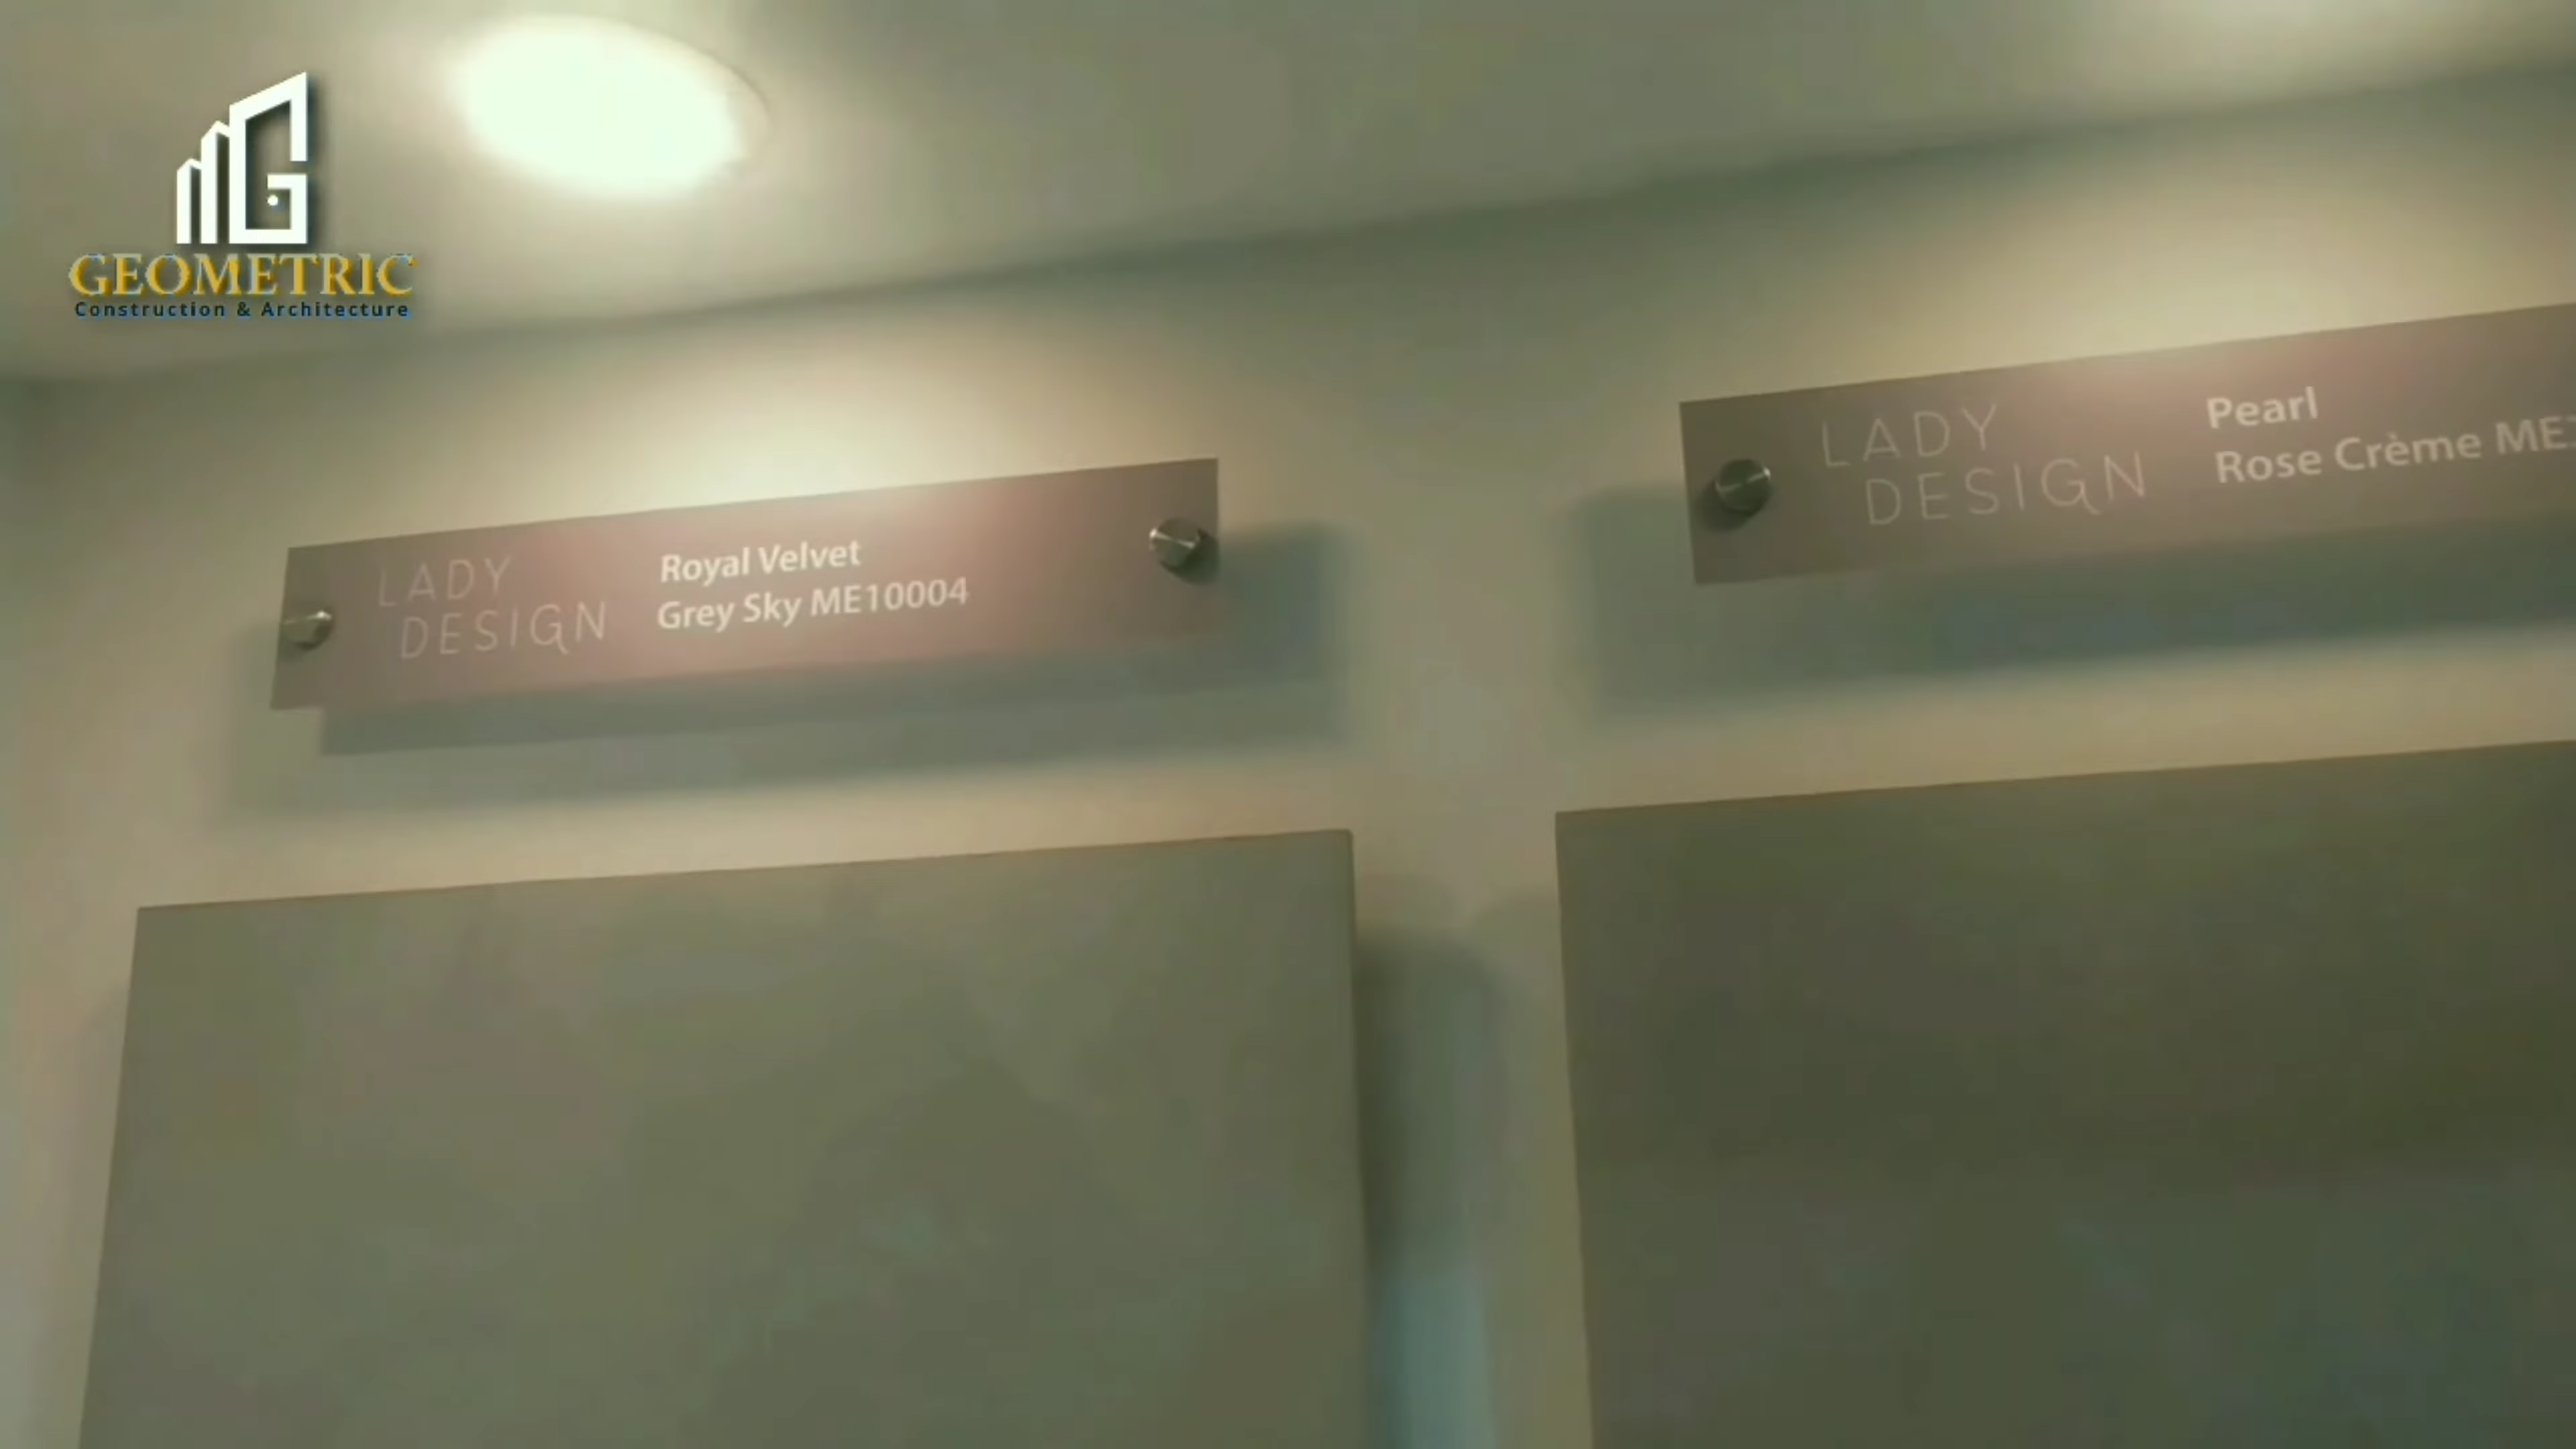 GEOMETRIC
Construction & Architecture
LADY
DESIGN
Royal Velvet
Grey Sky ME10004
LADY
DESIGN
Pearl
Rose Crème